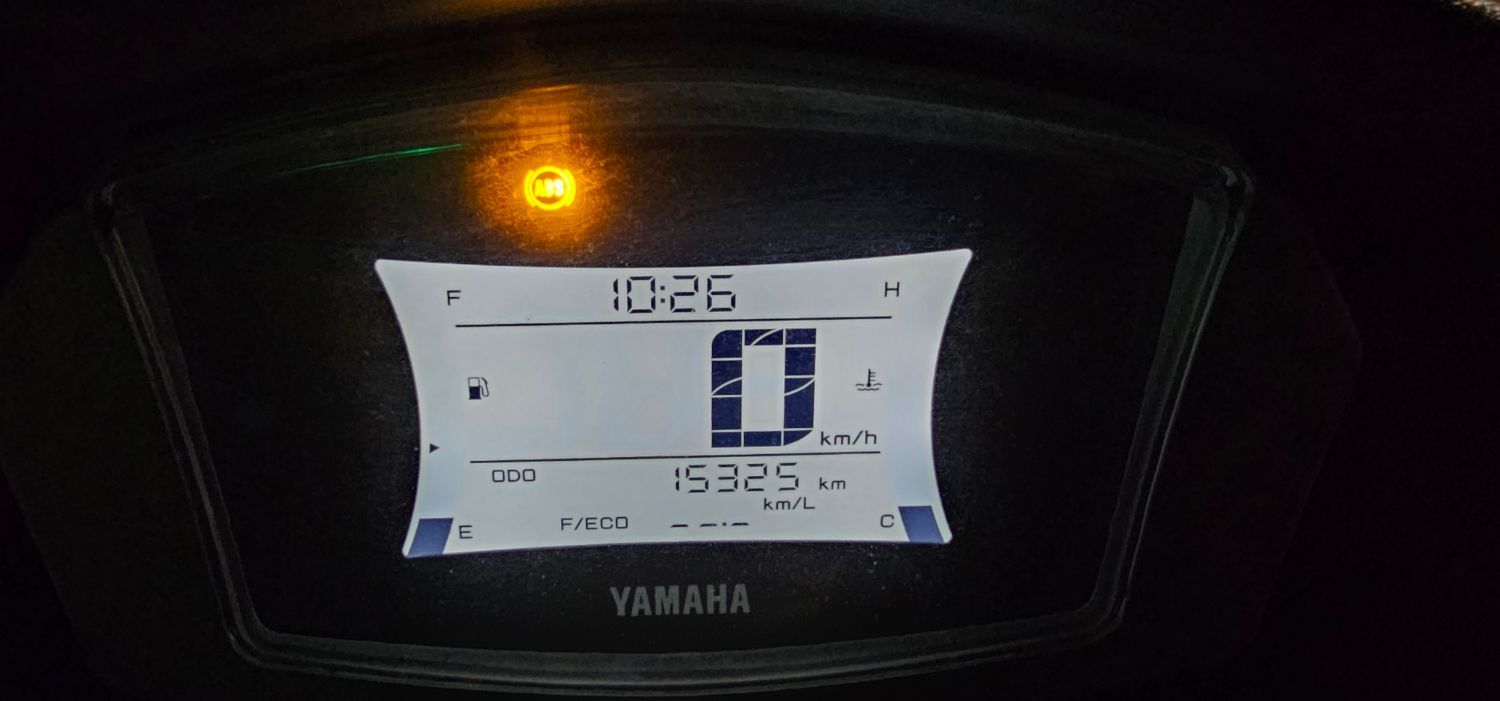 ABS
F 10:26 H
0 km/h
ODO 15325 km
km/L
E F/ECO C
YAMAHA